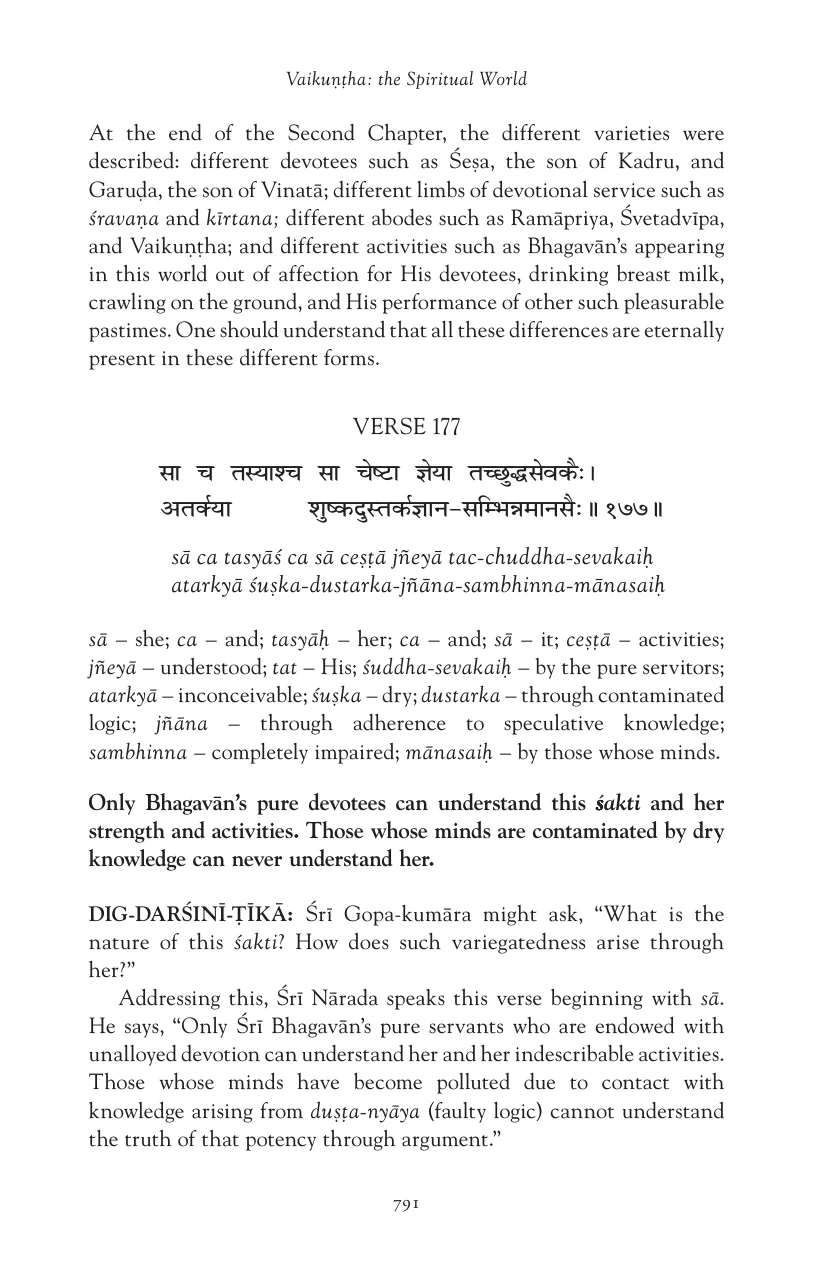 Vaikuṇṭha: the Spiritual World
At the end of the Second Chapter, the different varieties were
described: different devotees such as Śeṣa, the son of Kadru, and
Garuḍa, the son of Vinatā; different limbs of devotional service such as
śravaṇa and kīrtana; different abodes such as Ramāpriya, Śvetadvīpa,
and Vaikuṇṭha; and different activities such as Bhagavān’s appearing
in this world out of affection for His devotees, drinking breast milk,
crawling on the ground, and His performance of other such pleasurable
pastimes. One should understand that all these differences are eternally
present in these different forms.
VERSE 177
सा च तस्याश्च सा चेष्टा ज्ञेया तच्छुद्धसेवकैः।
अतर्क्या शुष्कदुस्तर्कज्ञान-सम्भिन्नमानसैः॥ १७७॥
sā ca tasyāś ca sā ceṣṭā jñeyā tac-chuddha-sevakaiḥ
atarkyā śuṣka-dustarka-jñāna-sambhinna-mānasaiḥ
sā – she; ca – and; tasyāḥ – her; ca – and; sā – it; ceṣṭā – activities;
jñeyā – understood; tat – His; śuddha-sevakaiḥ – by the pure servitors;
atarkyā – inconceivable; śuṣka – dry; dustarka – through contaminated
logic; jñāna – through adherence to speculative knowledge;
sambhinna – completely impaired; mānasaiḥ – by those whose minds.
Only Bhagavān’s pure devotees can understand this śakti and her
strength and activities. Those whose minds are contaminated by dry
knowledge can never understand her.
DIG-DARŚINĪ-ṬĪKĀ: Śrī Gopa-kumāra might ask, “What is the
nature of this śakti? How does such variegatedness arise through
her?”
Addressing this, Śrī Nārada speaks this verse beginning with sā.
He says, “Only Śrī Bhagavān’s pure servants who are endowed with
unalloyed devotion can understand her and her indescribable activities.
Those whose minds have become polluted due to contact with
knowledge arising from duṣṭa-nyāya (faulty logic) cannot understand
the truth of that potency through argument.”
791